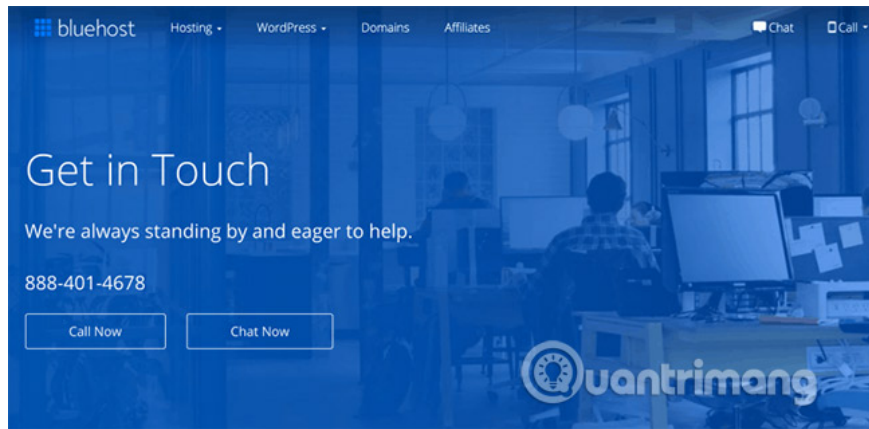 bluehost Hosting WordPress Domains Affiliates Chat Call
Get in Touch
We're always standing by and eager to help.
888-401-4678
Call Now Chat Now
Quantrimang